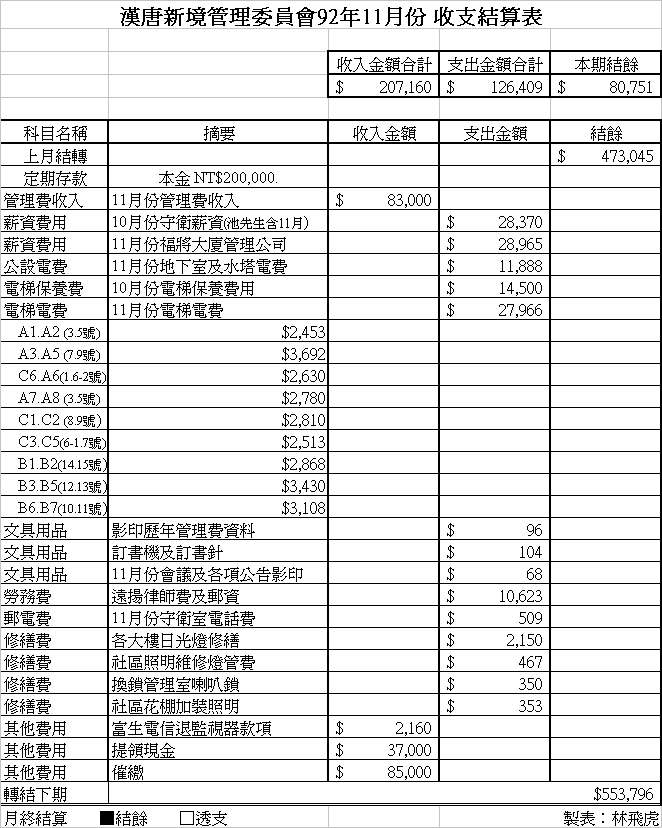 漢唐新境管理委員會92年11月份 收支結算表
收入金額合計 支出金額合計 本期結餘
$ 207,160 $ 126,409 $ 80,751
科目名稱 摘要 收入金額 支出金額 結餘
上月結轉 $ 473,045
定期存款 本金 NT$200,000.
管理費收入 11月份管理費收入 $ 83,000
薪資費用 10月份守衛薪資(池先生含11月) $ 28,370
薪資費用 11月份福將大廈管理公司 $ 28,965
公設電費 11月份地下室及水塔電費 $ 11,888
電梯保養費 10月份電梯保養費用 $ 14,500
電梯電費 11月份電梯電費 $ 27,966
A1.A2 (3.5號) $2,453
A3.A5 (7.9號) $3,692
C6.A6(1.6-2號) $2,630
A7.A8 (3.5號) $2,780
C1.C2 (8.9號) $2,810
C3.C5(6-1.7號) $2,513
B1.B2(14.15號) $2,868
B3.B5(12.13號) $3,430
B6.B7(10.11號) $3,108
文具用品 影印歷年管理費資料 $ 96
文具用品 訂書機及訂書針 $ 104
文具用品 11月份會議及各項公告影印 $ 68
勞務費 遠揚律師費及郵資 $ 10,623
郵電費 11月份守衛室電話費 $ 509
修繕費 各大樓日光燈修繕 $ 2,150
修繕費 社區照明維修燈管費 $ 467
修繕費 換鎖管理室喇叭鎖 $ 350
修繕費 社區花棚加裝照明 $ 353
其他費用 富生電信退監視器款項 $ 2,160
其他費用 提領現金 $ 37,000
其他費用 催繳 $ 85,000
轉結下期 $553,796
月終結算 ■結餘 □透支 製表：林飛虎